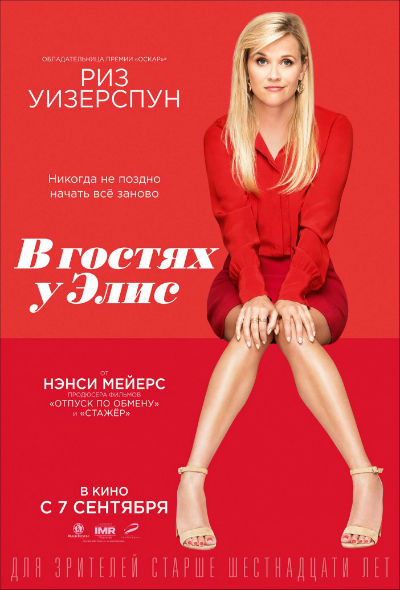 ОБЛАДАТЕЛЬНИЦА ПРЕМИИ «ОСКАР»®
РИЗ
УИЗЕРСПУН
Никогда не поздно
начать всё заново
В гостях
у Элис
ОТ
НЭНСИ МЕЙЕРС
ПРОДЮСЕРА ФИЛЬМОВ
«ОТПУСК ПО ОБМЕНУ»
И «СТАЖЁР»
В КИНО
С 7 СЕНТЯБРЯ
IMR
ДЛЯ ЗРИТЕЛЕЙ СТАРШЕ ШЕСТНАДЦАТИ ЛЕТ